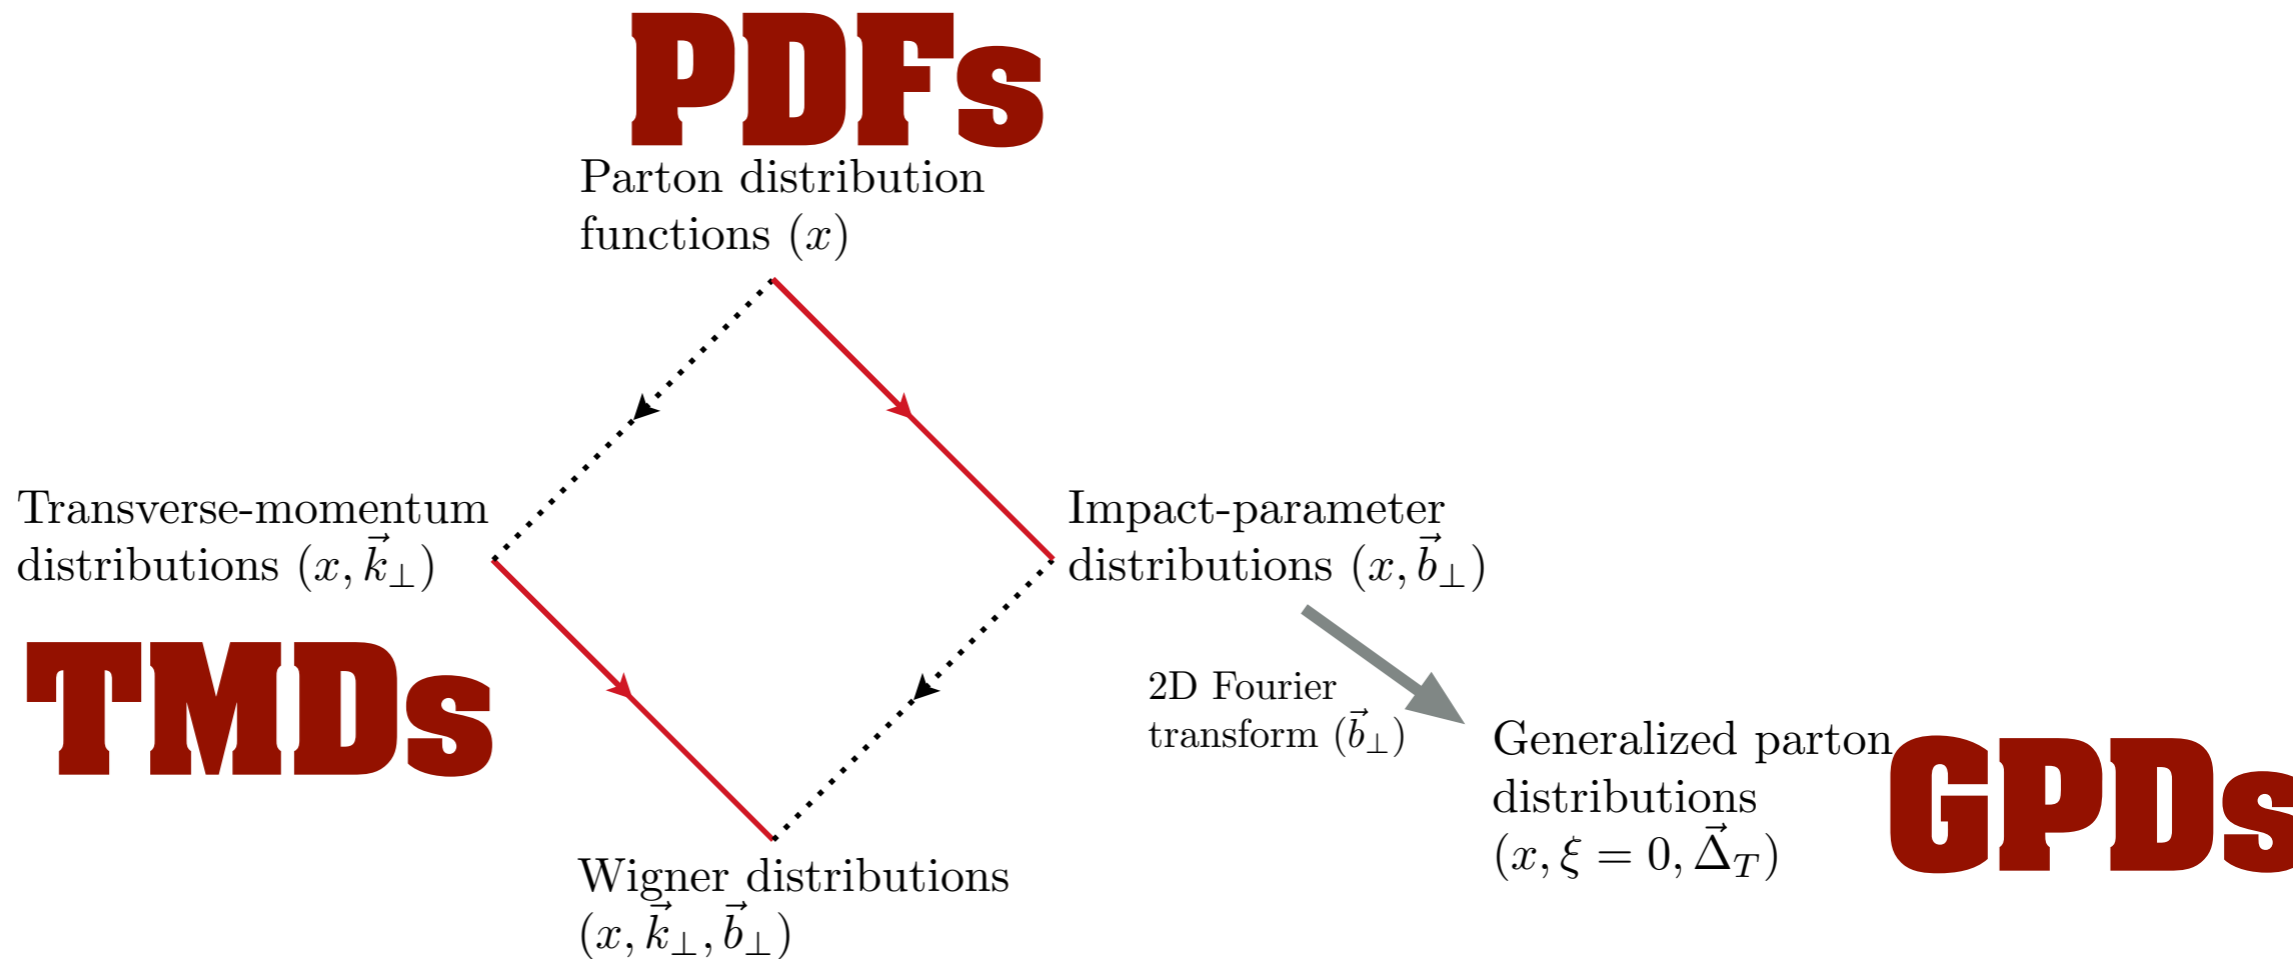 PDFs
Parton distribution
functions (x)
Transverse-momentum
distributions (x, k⃗⊥)
TMDs
Impact-parameter
distributions (x, b⃗⊥)
2D Fourier
transform (b⃗⊥)
Generalized parton
distributions
(x, ξ = 0, Δ⃗T)
GPDs
Wigner distributions
(x, k⃗⊥, b⃗⊥)